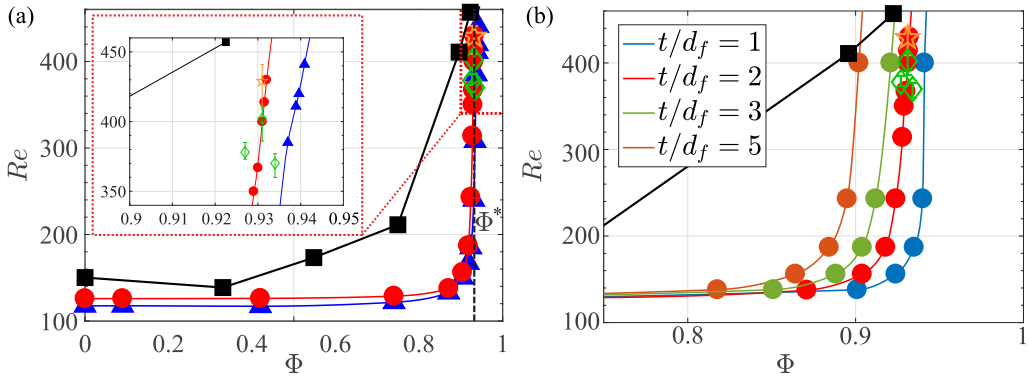 (a)
400
300
200
100
Re
0
0.2
0.4
0.6
0.8
1
Φ
450
400
350
0.9
0.91
0.92
0.93
0.94
0.95
Φ*
(b)
400
300
200
100
Re
0.8
0.9
1
Φ
t/d_f = 1
t/d_f = 2
t/d_f = 3
t/d_f = 5